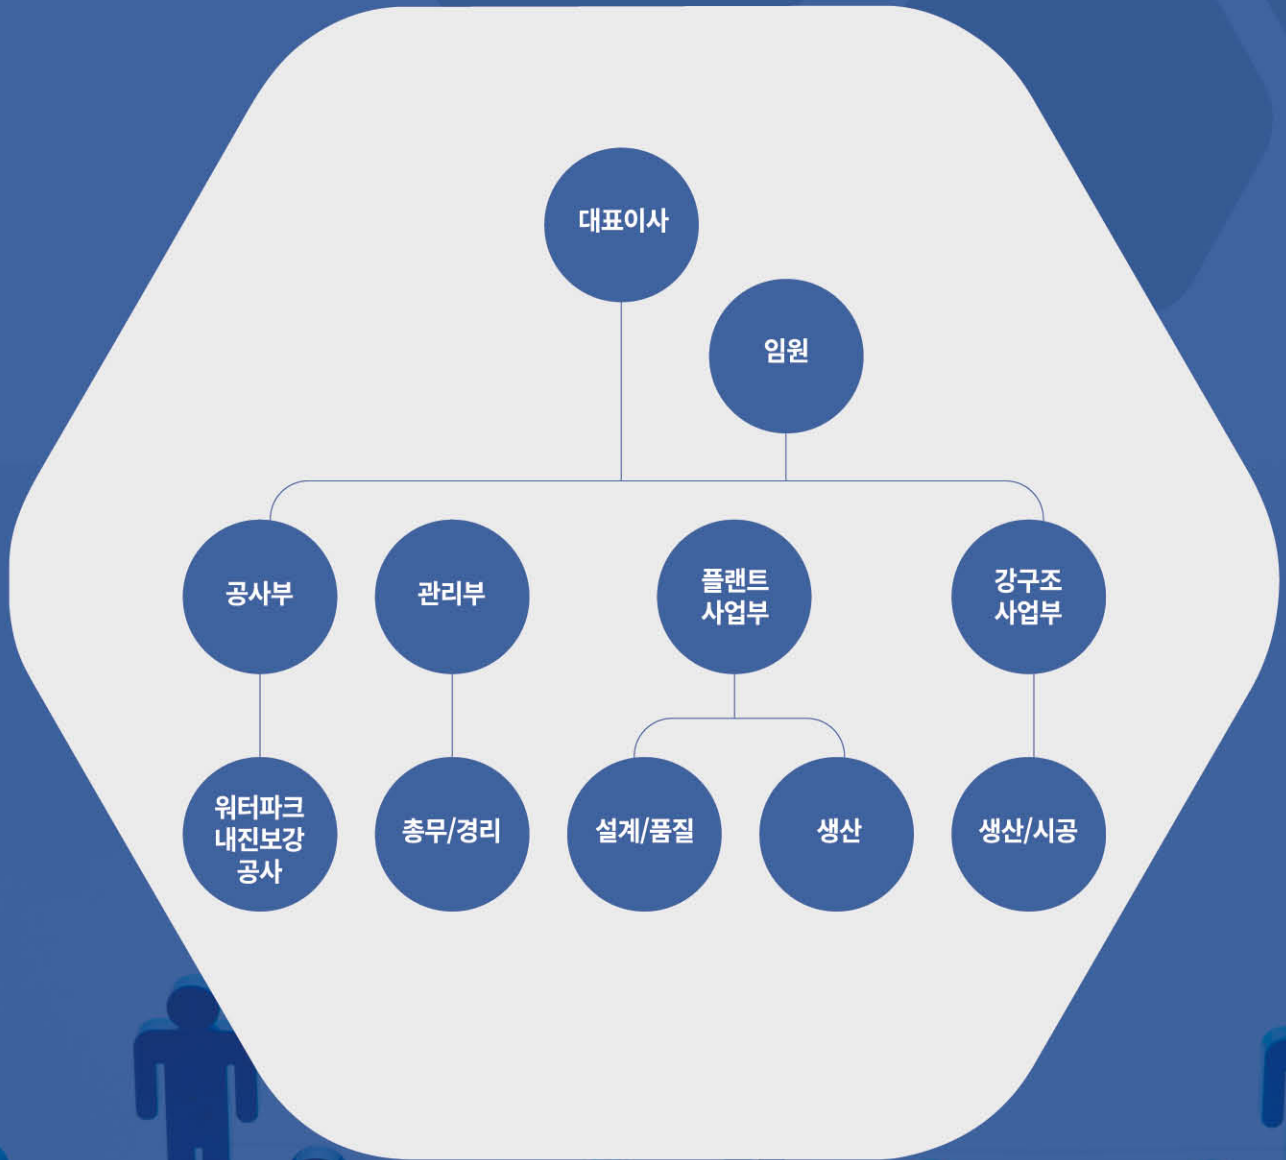 대표이사
임원
공사부
관리부
플랜트
사업부
강구조
사업부
워터파크
내진보강
공사
총무/경리
설계/품질
생산
생산/시공